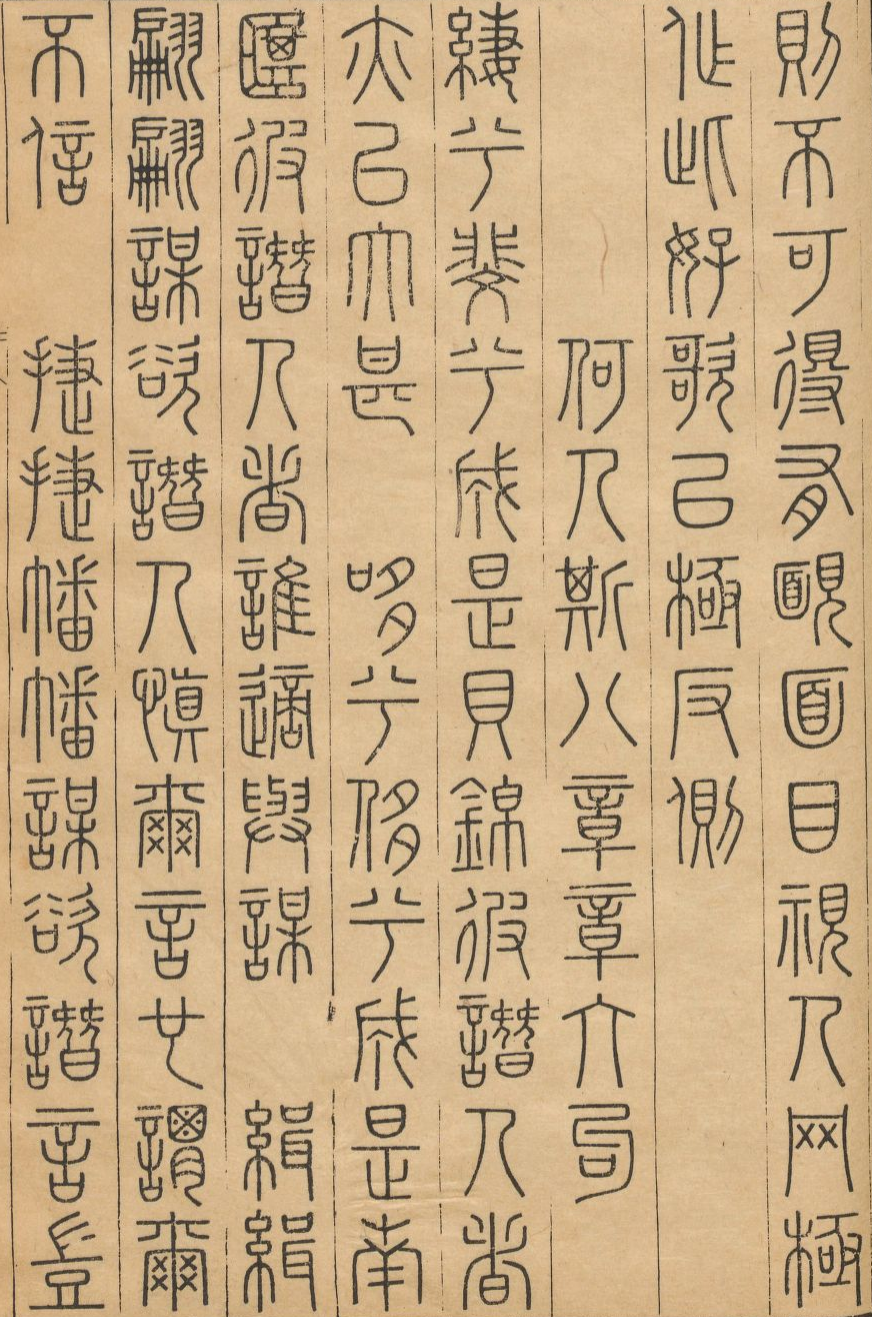 則不可得有靦面目視人网極
作此好歌以極反側
何人斯八章章六句
緀兮斐兮成是貝錦彼譖人者
亦已大甚　哆兮侈兮成是南
箕彼譖人者誰適與謀　緝緝
翩翩謀欲譖人慎爾言也謂爾
不信　捷捷幡幡謀欲譖言豈